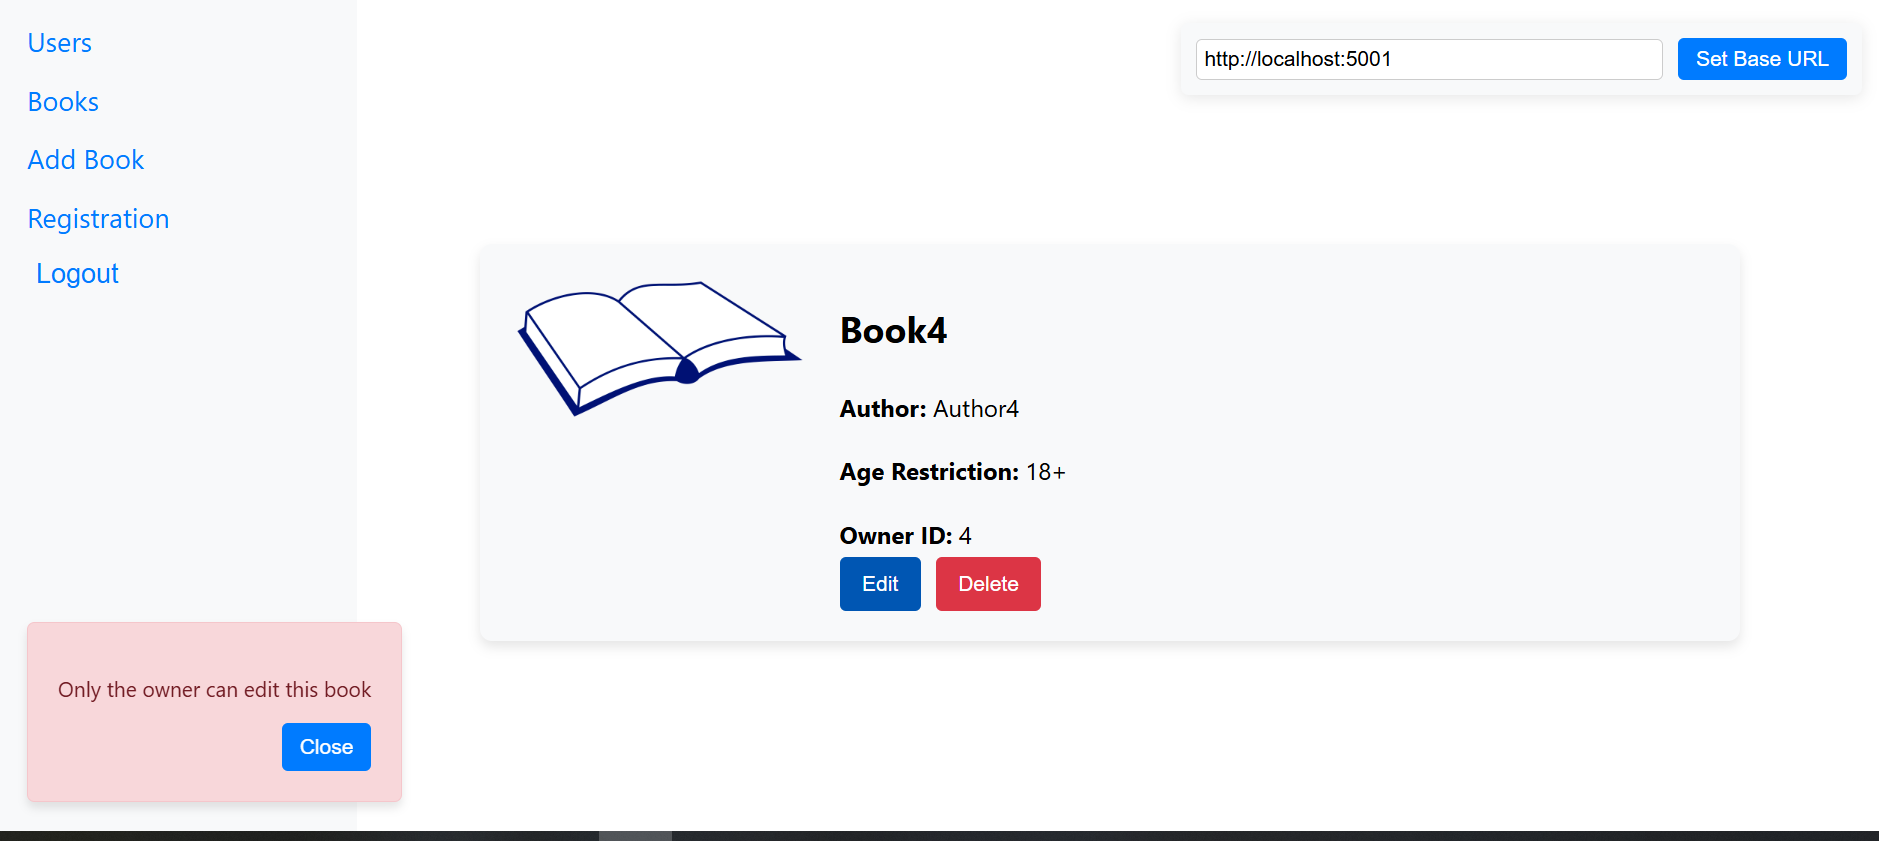 Users
Books
Add Book
Registration
Logout
http://localhost:5001
Set Base URL
Book4
Author: Author4
Age Restriction: 18+
Owner ID: 4
Edit
Delete
Only the owner can edit this book
Close